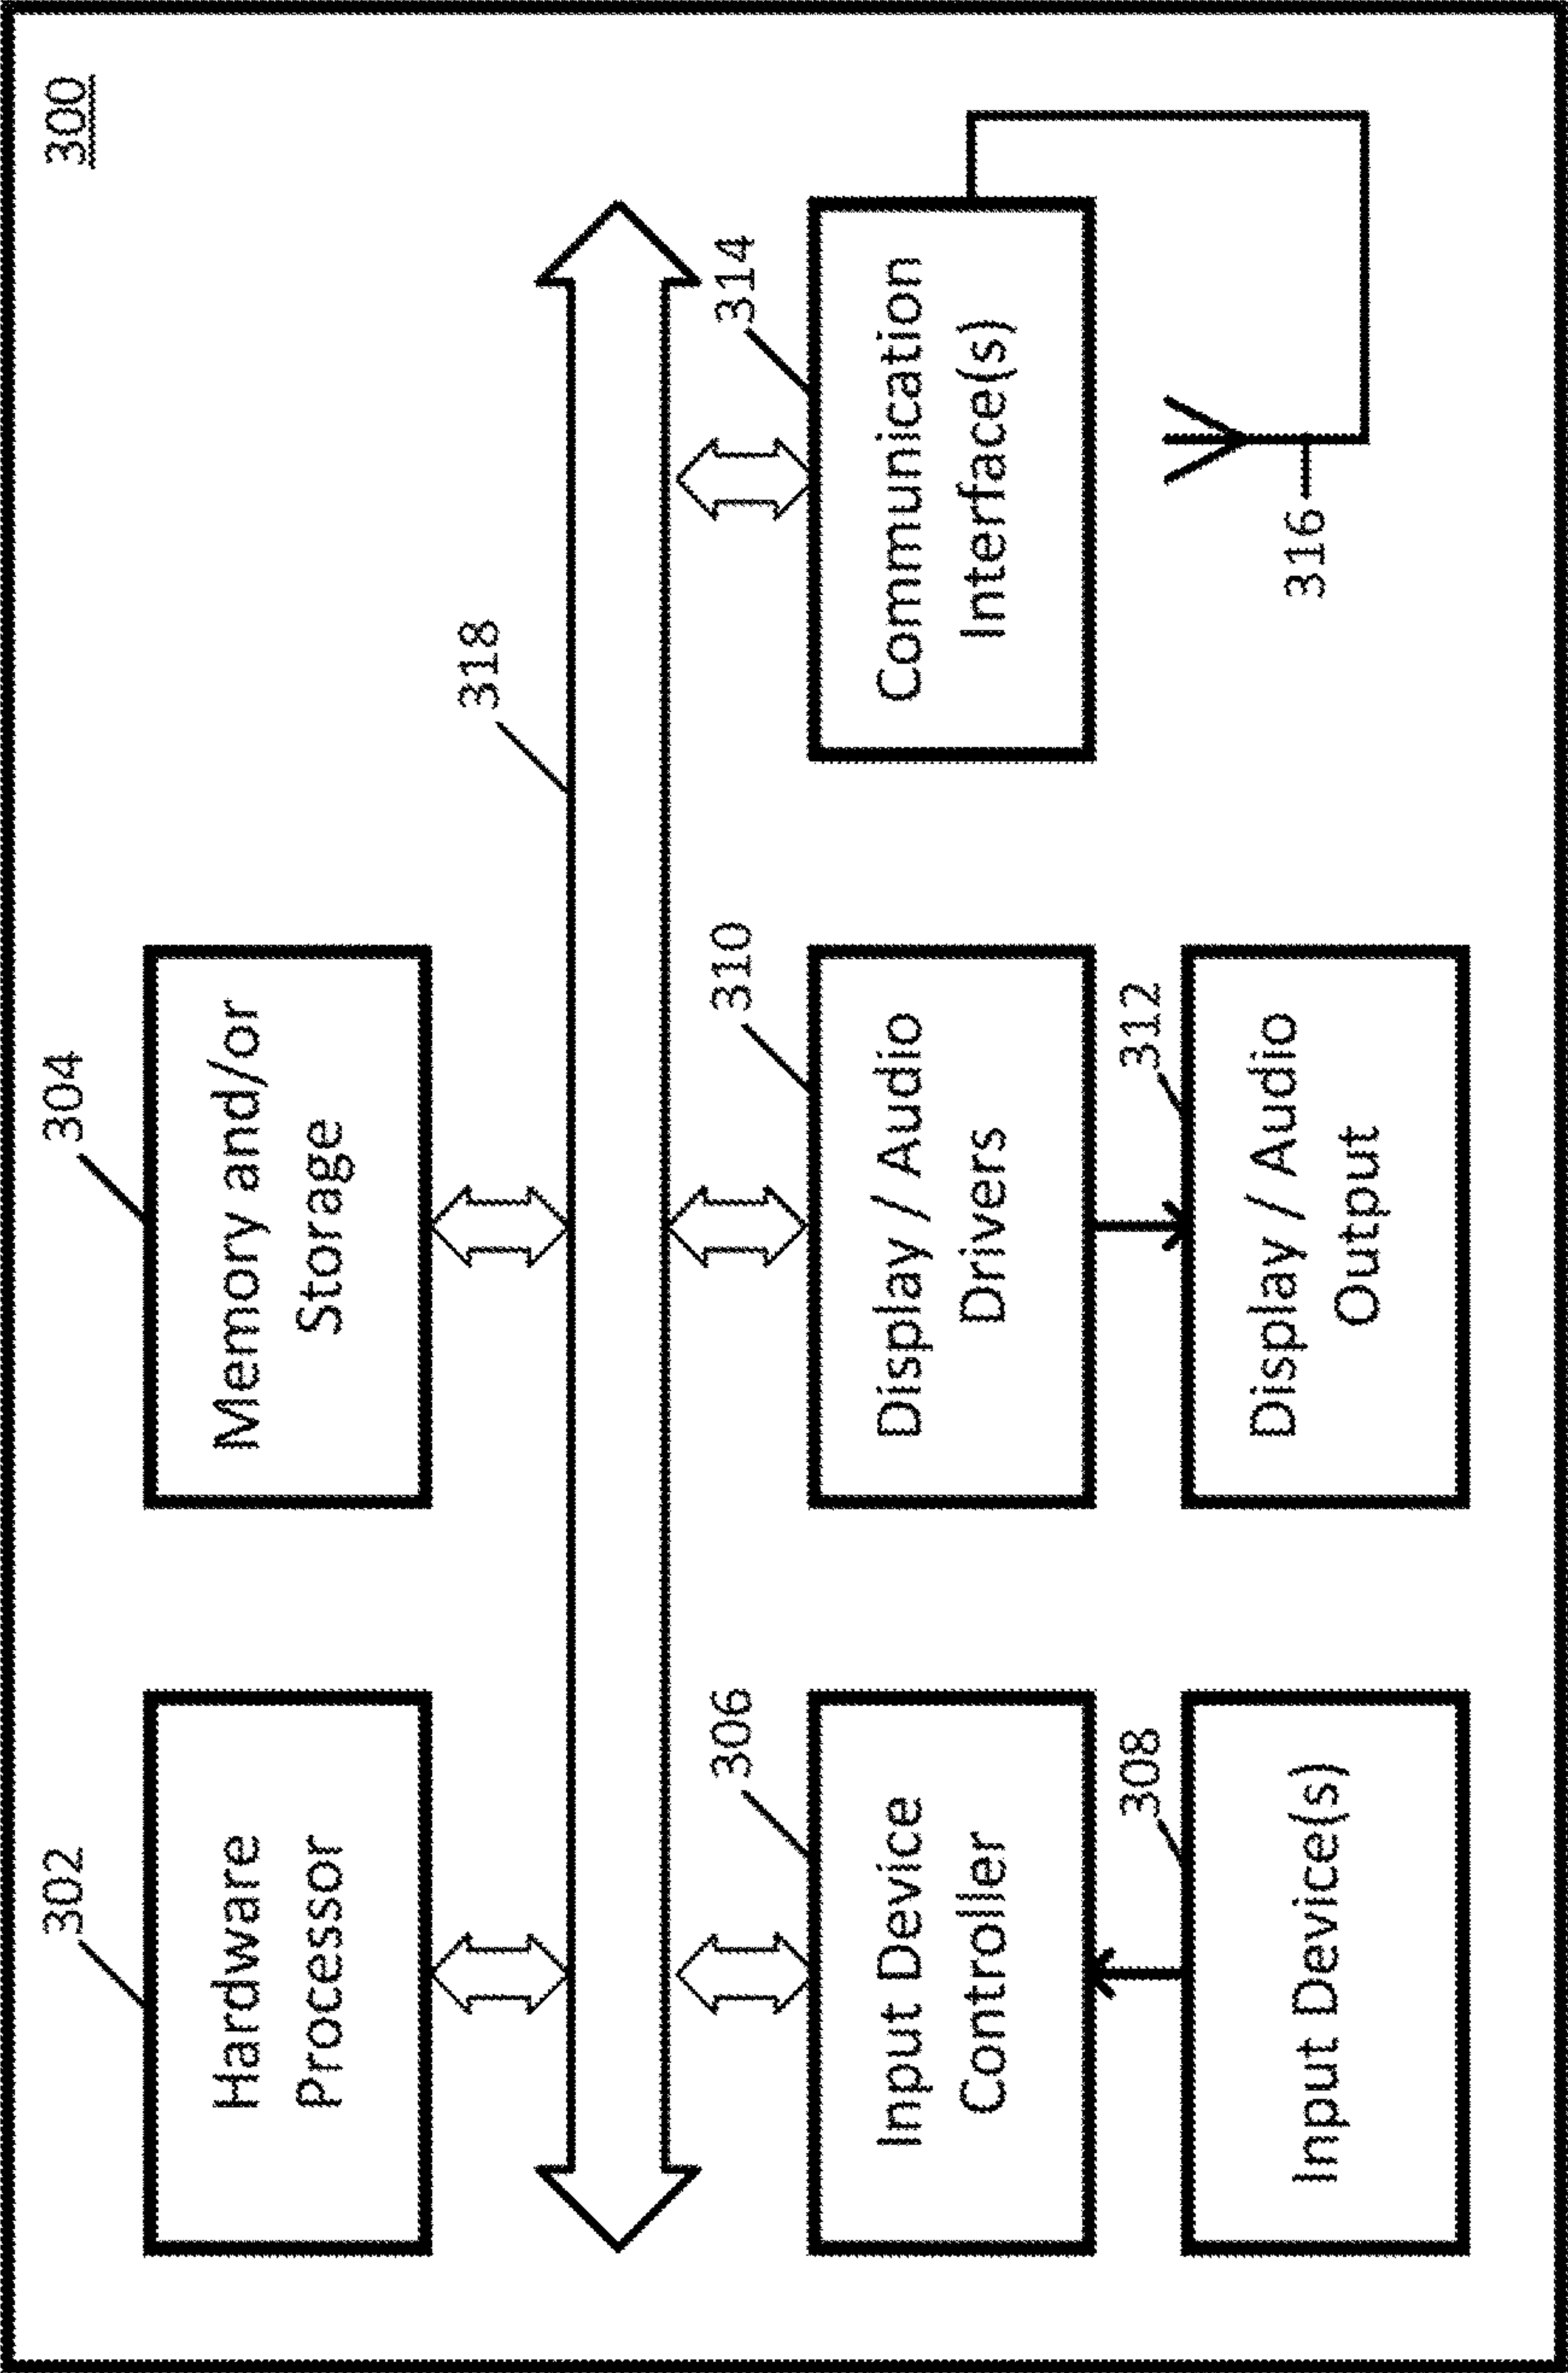 300
302
Hardware
Processor
304
Memory and/or
Storage
318
306
Input Device
Controller
310
Display / Audio
Drivers
314
Communication
Interface(s)
308
Input Device(s)
312
Display / Audio
Output
316